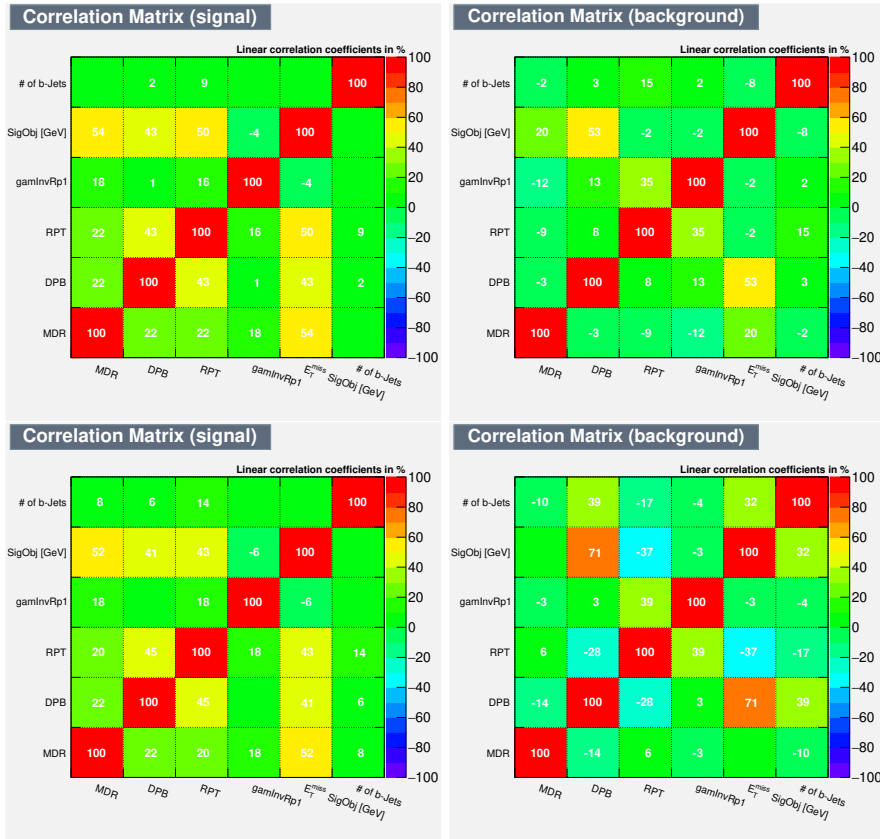 Correlation Matrix (signal)
Linear correlation coefficients in %
# of b-Jets 2 9 100
SigObj [GeV] 54 43 50 -4 100
gamInvRp1 18 1 16 100 -4
RPT 22 43 100 16 50 9
DPB 22 100 43 1 43 2
MDR 100 22 22 18 54
100
80
60
40
20
0
−20
−40
−60
−80
−100
MDR DPB RPT gamInvRp1 E_T^miss SigObj [GeV] # of b-Jets
Correlation Matrix (background)
Linear correlation coefficients in %
# of b-Jets -2 3 15 2 -8 100
SigObj [GeV] 20 53 -2 -2 100 -8
gamInvRp1 -12 13 35 100 -2 2
RPT -9 8 100 35 -2 15
DPB -3 100 8 13 53 3
MDR 100 -3 -9 -12 20 -2
100
80
60
40
20
0
−20
−40
−60
−80
−100
MDR DPB RPT gamInvRp1 E_T^miss SigObj [GeV] # of b-Jets
Correlation Matrix (signal)
Linear correlation coefficients in %
# of b-Jets 8 6 14 100
SigObj [GeV] 52 41 43 -6 100
gamInvRp1 18 18 100 -6
RPT 20 45 100 18 43 14
DPB 22 100 45 41 6
MDR 100 22 20 18 52 8
100
80
60
40
20
0
−20
−40
−60
−80
−100
MDR DPB RPT gamInvRp1 E_T^miss SigObj [GeV] # of b-Jets
Correlation Matrix (background)
Linear correlation coefficients in %
# of b-Jets -10 39 -17 -4 32 100
SigObj [GeV] 71 -37 -3 100 32
gamInvRp1 -3 3 39 100 -3 -4
RPT 6 -28 100 39 -37 -17
DPB -14 100 -28 3 71 39
MDR 100 -14 6 -3 -10
100
80
60
40
20
0
−20
−40
−60
−80
−100
MDR DPB RPT gamInvRp1 E_T^miss SigObj [GeV] # of b-Jets